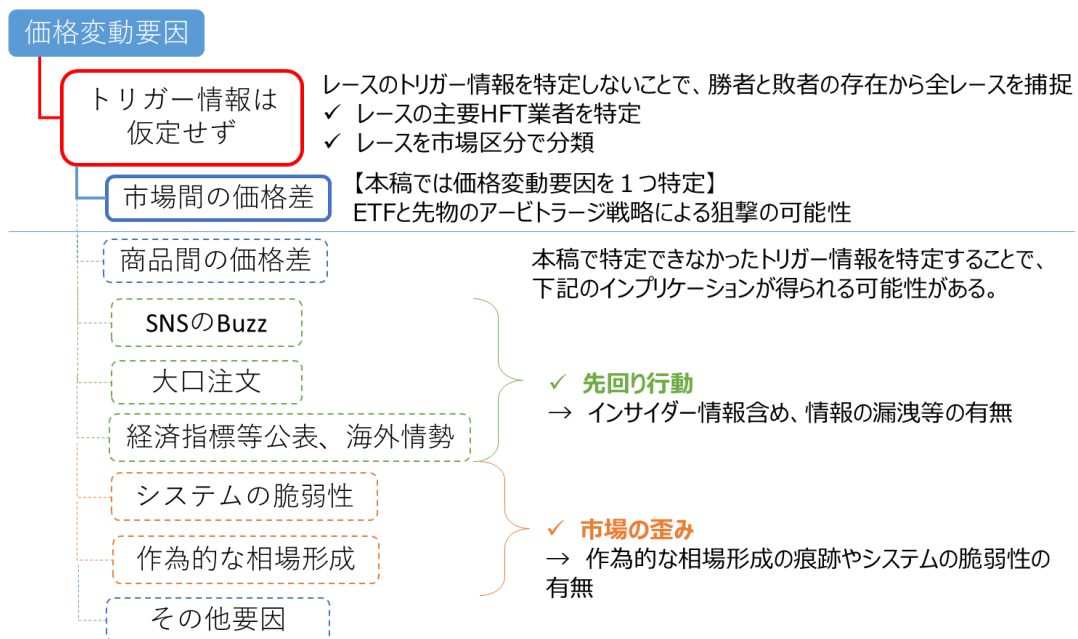 価格変動要因
トリガー情報は
仮定せず
レースのトリガー情報を特定しないことで、勝者と敗者の存在から全レースを捕捉
✓ レースの主要HFT業者を特定
✓ レースを市場区分で分類
市場間の価格差
【本稿では価格変動要因を１つ特定】
ETFと先物のアービトラージ戦略による狙撃の可能性
商品間の価格差
本稿で特定できなかったトリガー情報を特定することで、
下記のインプリケーションが得られる可能性がある。
SNSのBuzz
大口注文
経済指標等公表、海外情勢
✓ 先回り行動
→ インサイダー情報含め、情報の漏洩等の有無
システムの脆弱性
作為的な相場形成
✓ 市場の歪み
→ 作為的な相場形成の痕跡やシステムの脆弱性の
有無
その他要因